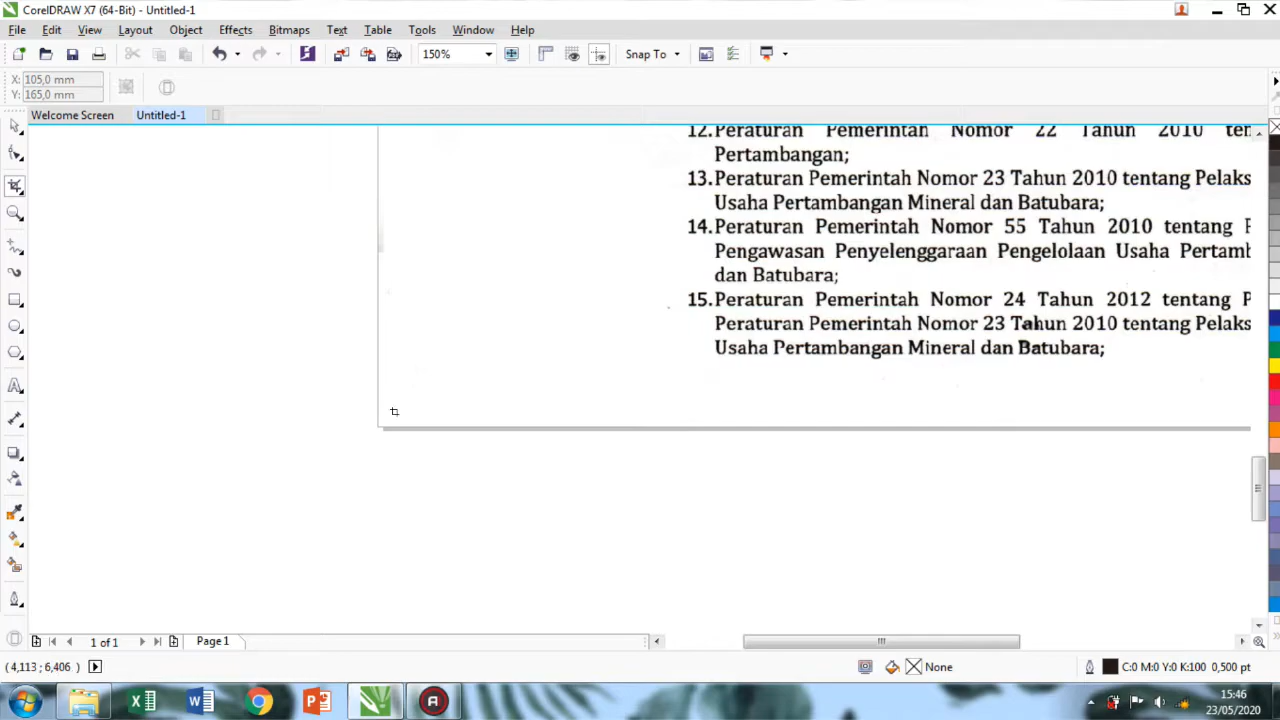 CorelDRAW X7 (64-Bit) - Untitled-1
File Edit View Layout Object Effects Bitmaps Text Table Tools Window Help
150% Snap To
X: 105,0 mm
Y: 165,0 mm
Welcome Screen Untitled-1
12. Peraturan Pemerintah Nomor 22 Tahun 2010
Pertambangan;
13. Peraturan Pemerintah Nomor 23 Tahun 2010 tentang Pelaks
Usaha Pertambangan Mineral dan Batubara;
14. Peraturan Pemerintah Nomor 55 Tahun 2010 tentang
Pengawasan Penyelenggaraan Pengelolaan Usaha Pertamb
dan Batubara;
15. Peraturan Pemerintah Nomor 24 Tahun 2012 tentang P
Peraturan Pemerintah Nomor 23 Tahun 2010 tentang Pelaks
Usaha Pertambangan Mineral dan Batubara;
1 of 1 Page 1
(4,113 ; 6,406 ) None C:0 M:0 Y:0 K:100 0,500 pt
15:46
23/05/2020